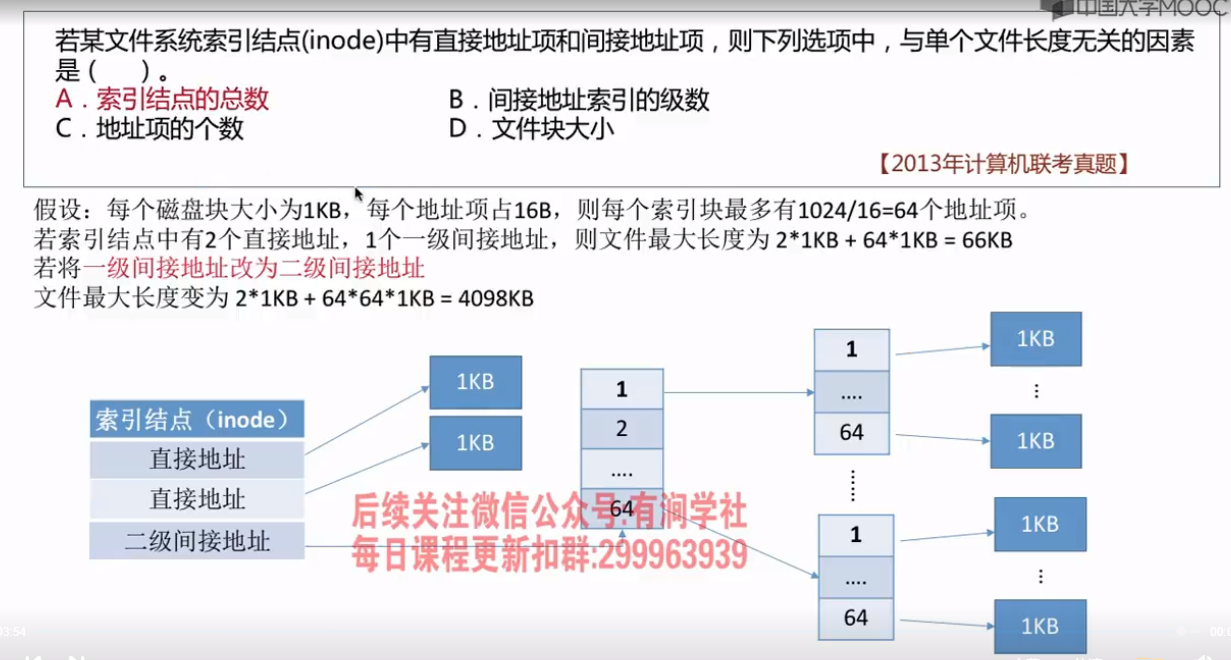 中国大学MOOC
若某文件系统索引结点(inode)中有直接地址项和间接地址项，则下列选项中，与单个文件长度无关的因素
是（　　）。
A．索引结点的总数　B．间接地址索引的级数
C．地址项的个数　D．文件块大小
【2013年计算机联考真题】
假设：每个磁盘块大小为1KB，每个地址项占16B，则每个索引块最多有1024/16=64个地址项。
若索引结点中有2个直接地址，1个一级间接地址，则文件最大长度为 2*1KB + 64*1KB = 66KB
若将一级间接地址改为二级间接地址
文件最大长度变为 2*1KB + 64*64*1KB = 4098KB
索引结点（inode）
直接地址
直接地址
二级间接地址
1KB
1KB
1
2
....
64
1
....
64
1
....
64
1KB
1KB
1KB
1KB
后续关注微信公众号:有润学社
每日课程更新扣群:299963939
03:54